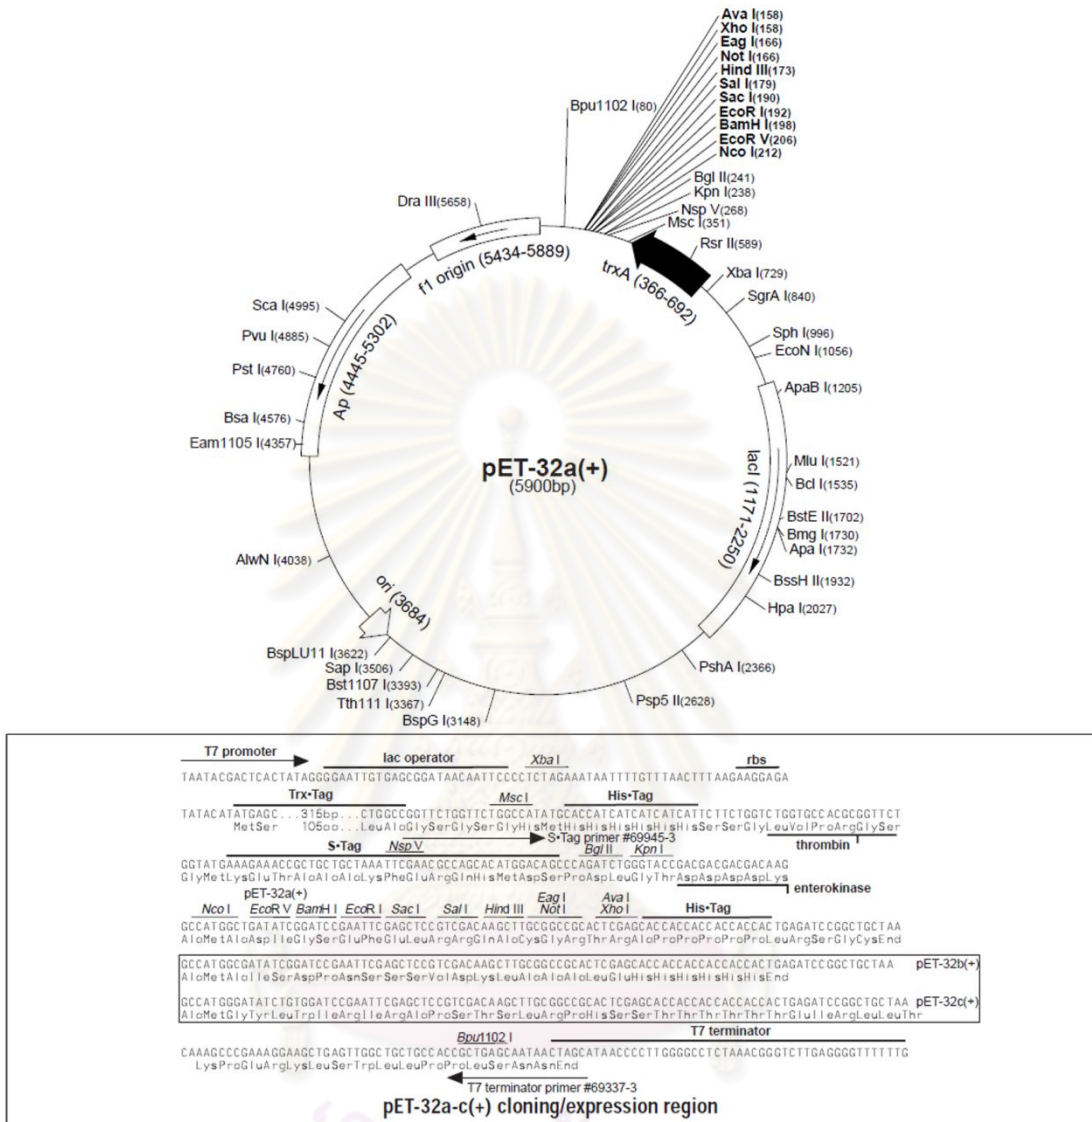 Ava I(158)
Xho I(158)
Eag I(166)
Not I(166)
Hind III(173)
Sal I(179)
Sac I(190)
EcoR I(192)
BamH I(198)
EcoR V(206)
Nco I(212)
Bpu1102 I(80)
Bgl II(241)
Kpn I(238)
Nsp V(268)
Msc I(351)
Rsr II(589)
Xba I(729)
SgrA I(840)
Sph I(996)
EcoN I(1056)
ApaB I(1205)
Mlu I(1521)
Bcl I(1535)
BstE II(1702)
Bmg I(1730)
Apa I(1732)
BssH II(1932)
Hpa I(2027)
PshA I(2366)
Psp5 II(2628)
BspG I(3148)
Tth111 I(3367)
Bst1107 I(3393)
Sap I(3506)
BspLU11 I(3622)
AlwN I(4038)
Eam1105 I(4357)
Bsa I(4576)
Pst I(4760)
Pvu I(4885)
Sca I(4995)
Dra III(5658)
f1 origin (5434-5889)
trxA (366-692)
Ap (4445-5302)
lacI (1171-2250)
ori (3684)
pET-32a(+)
(5900bp)
T7 promoter
lac operator
Xba I
rbs
TAATACGACTCACTATAGGGGAATTGTGAGCGGATAACAATTCCCCTCTAGAAATAATTTTGTTTAACTTTAAGAAGGAGA
Trx•Tag
Msc I
His•Tag
TATACATATGAGC...315bp...CTGGCCGGTTCTGGTTCTGGCCATATGCACCATCATCATCATCATTCTTCTGGTCTGGTGCCACGCGGTTCT
MetSer 105aa...LeuAlaGlySerGlySerGlyHisMetHisHisHisHisHisHisSerSerGlyLeuValProArgGlySer
S•Tag primer #69945-3
thrombin
S•Tag
Nsp V
Bgl II
Kpn I
GGTATGAAAGAAACCGCTGCTGCTAAATTCGAACGCCAGCACATGGACAGCCCAGATCTGGGTACCGACGACGACGACAAG
GlyMetLysGluThrAlaAlaAlaLysPheGluArgGlnHisMetAspSerProAspLeuGlyThrAspAspAspAspLys
enterokinase
pET-32a(+)
Eag I
Ava I
Nco I
EcoR V
BamH I
EcoR I
Sac I
Sal I
Hind III
Not I
Xho I
His•Tag
GCCATGGCTGATATCGGATCCGAATTCGAGCTCCGTCGACAAGCTTGCGGCCGCACTCGAGCACCACCACCACCACCACTGAGATCCGGCTGCTAA
AlaMetAlaAspIleGlySerGluPheGluLeuArgArgGlnAlaCysGlyArgThrArgAlaProProProProProLeuArgSerGlyCysEnd
GCCATGGCGATATCGGATCCGAATTCGAGCTCCGTCGACAAGCTTGCGGCCGCACTCGAGCACCACCACCACCACCACTGAGATCCGGCTGCTAA
pET-32b(+)
AlaMetAlaIleSerAspProAsnSerSerSerValAspLysLeuAlaAlaAlaLeuGluHisHisHisHisHisHisEnd
GCCATGGGATATCTGTGGATCCGAATTCGAGCTCCGTCGACAAGCTTGCGGCCGCACTCGAGCACCACCACCACCACCACTGAGATCCGGCTGCTAA
pET-32c(+)
AlaMetGlyTyrLeuTrpIleArgIleArgAlaProSerThrSerLeuArgProHisSerSerThrThrThrThrThrThrGluIleArgLeuLeuThr
Bpu1102 I
T7 terminator
CAAAGCCCGAAAGGAAGCTGAGTTGGCTGCTGCCACCGCTGAGCAATAACTAGCATAACCCCTTGGGGCCTCTAAACGGGTCTTGAGGGGTTTTTTG
LysProGluArgLysLeuSerTrpLeuLeuProProLeuSerAsnAsnEnd
T7 terminator primer #69337-3
pET-32a-c(+) cloning/expression region